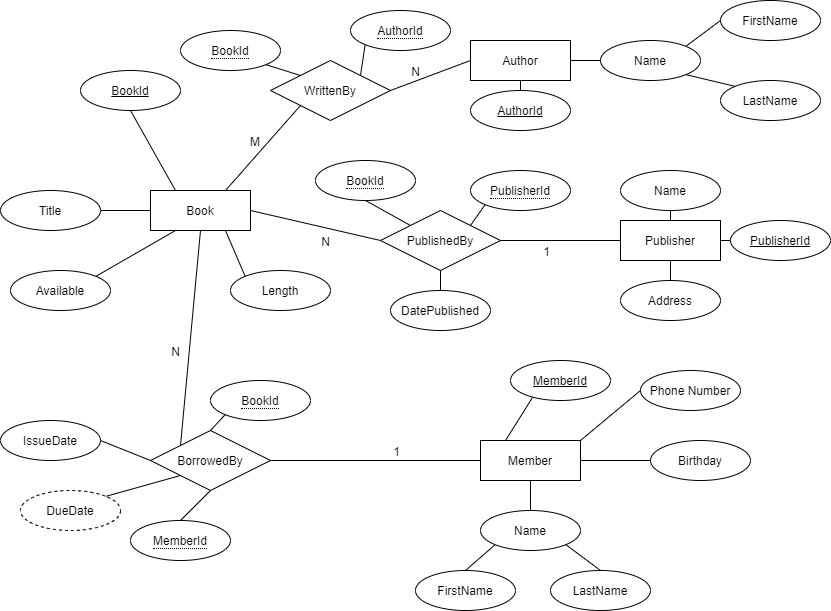 FirstName
AuthorId
BookId
Author
Name
N
WrittenBy
BookId
LastName
AuthorId
M
BookId
PublisherId
Name
Title
Book
N
PublishedBy
1
Publisher
PublisherId
Available
Length
DatePublished
Address
N
MemberId
Phone Number
BookId
IssueDate
BorrowedBy
1
Member
Birthday
DueDate
MemberId
Name
FirstName
LastName